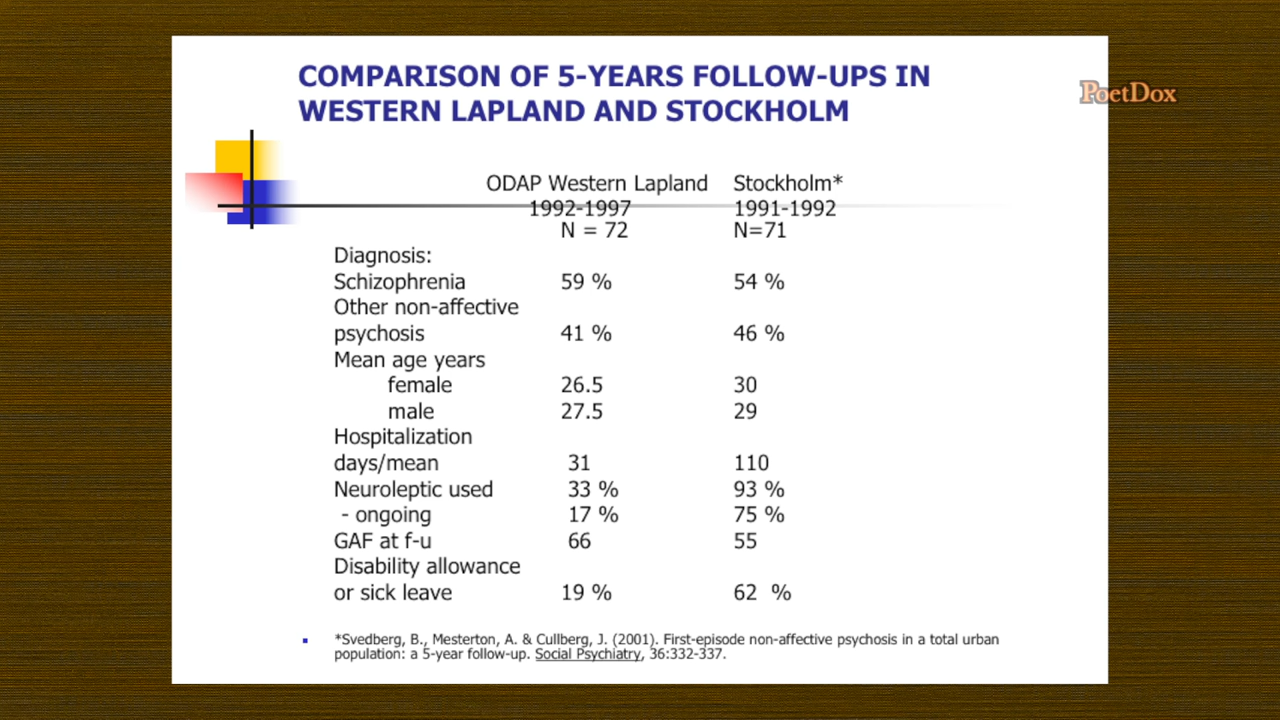 COMPARISON OF 5-YEARS FOLLOW-UPS IN
WESTERN LAPLAND AND STOCKHOLM
PoetDox
ODAP Western Lapland Stockholm*
1992-1997 1991-1992
N = 72 N=71
Diagnosis:
Schizophrenia 59 % 54 %
Other non-affective
psychosis 41 % 46 %
Mean age years
female 26.5 30
male 27.5 29
Hospitalization
days/mean 31 110
Neuroleptic used 33 % 93 %
- ongoing 17 % 75 %
GAF at f-u 66 55
Disability allowance
or sick leave 19 % 62 %
*Svedberg, B., Mesterton, A. & Cullberg, J. (2001). First-episode non-affective psychosis in a total urban
population: a 5-year follow-up. Social Psychiatry, 36:332-337.